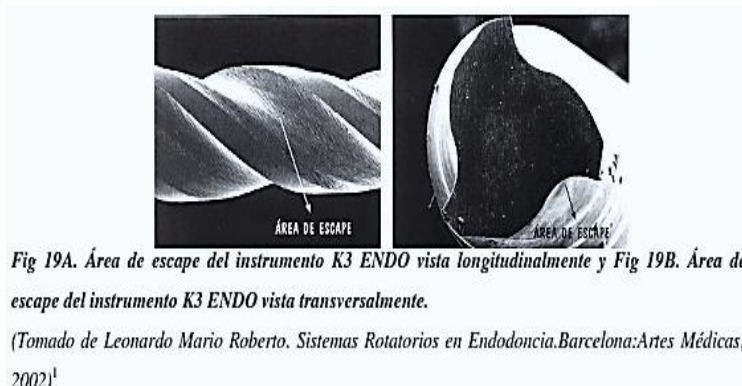 ÁREA DE ESCAPE
ÁREA DE ESCAPE
Fig 19A. Área de escape del instrumento K3 ENDO vista longitudinalmente y Fig 19B. Área de
escape del instrumento K3 ENDO vista transversalmente.
(Tomado de Leonardo Mario Roberto. Sistemas Rotatorios en Endodoncia.Barcelona:Artes Médicas,
2002)¹